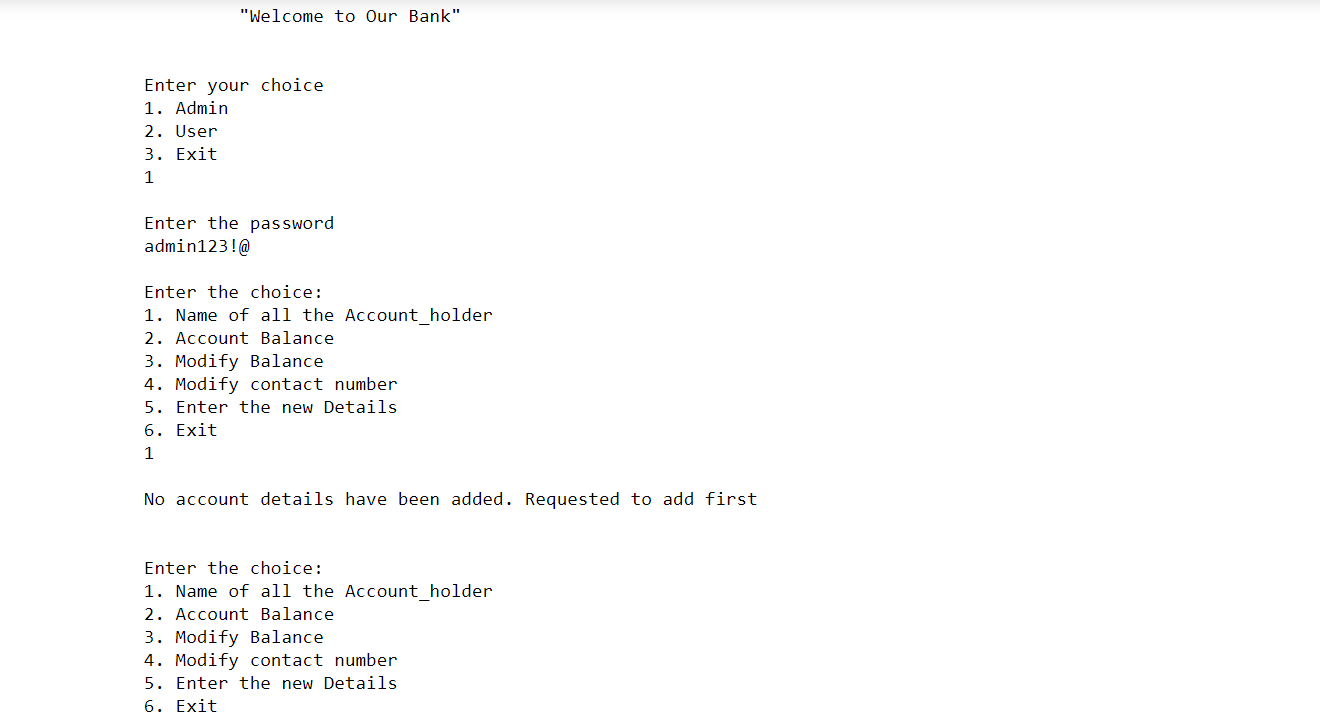 "Welcome to Our Bank"
Enter your choice
1. Admin
2. User
3. Exit
1
Enter the password
admin123!@
Enter the choice:
1. Name of all the Account_holder
2. Account Balance
3. Modify Balance
4. Modify contact number
5. Enter the new Details
6. Exit
1
No account details have been added. Requested to add first
Enter the choice:
1. Name of all the Account_holder
2. Account Balance
3. Modify Balance
4. Modify contact number
5. Enter the new Details
6. Exit